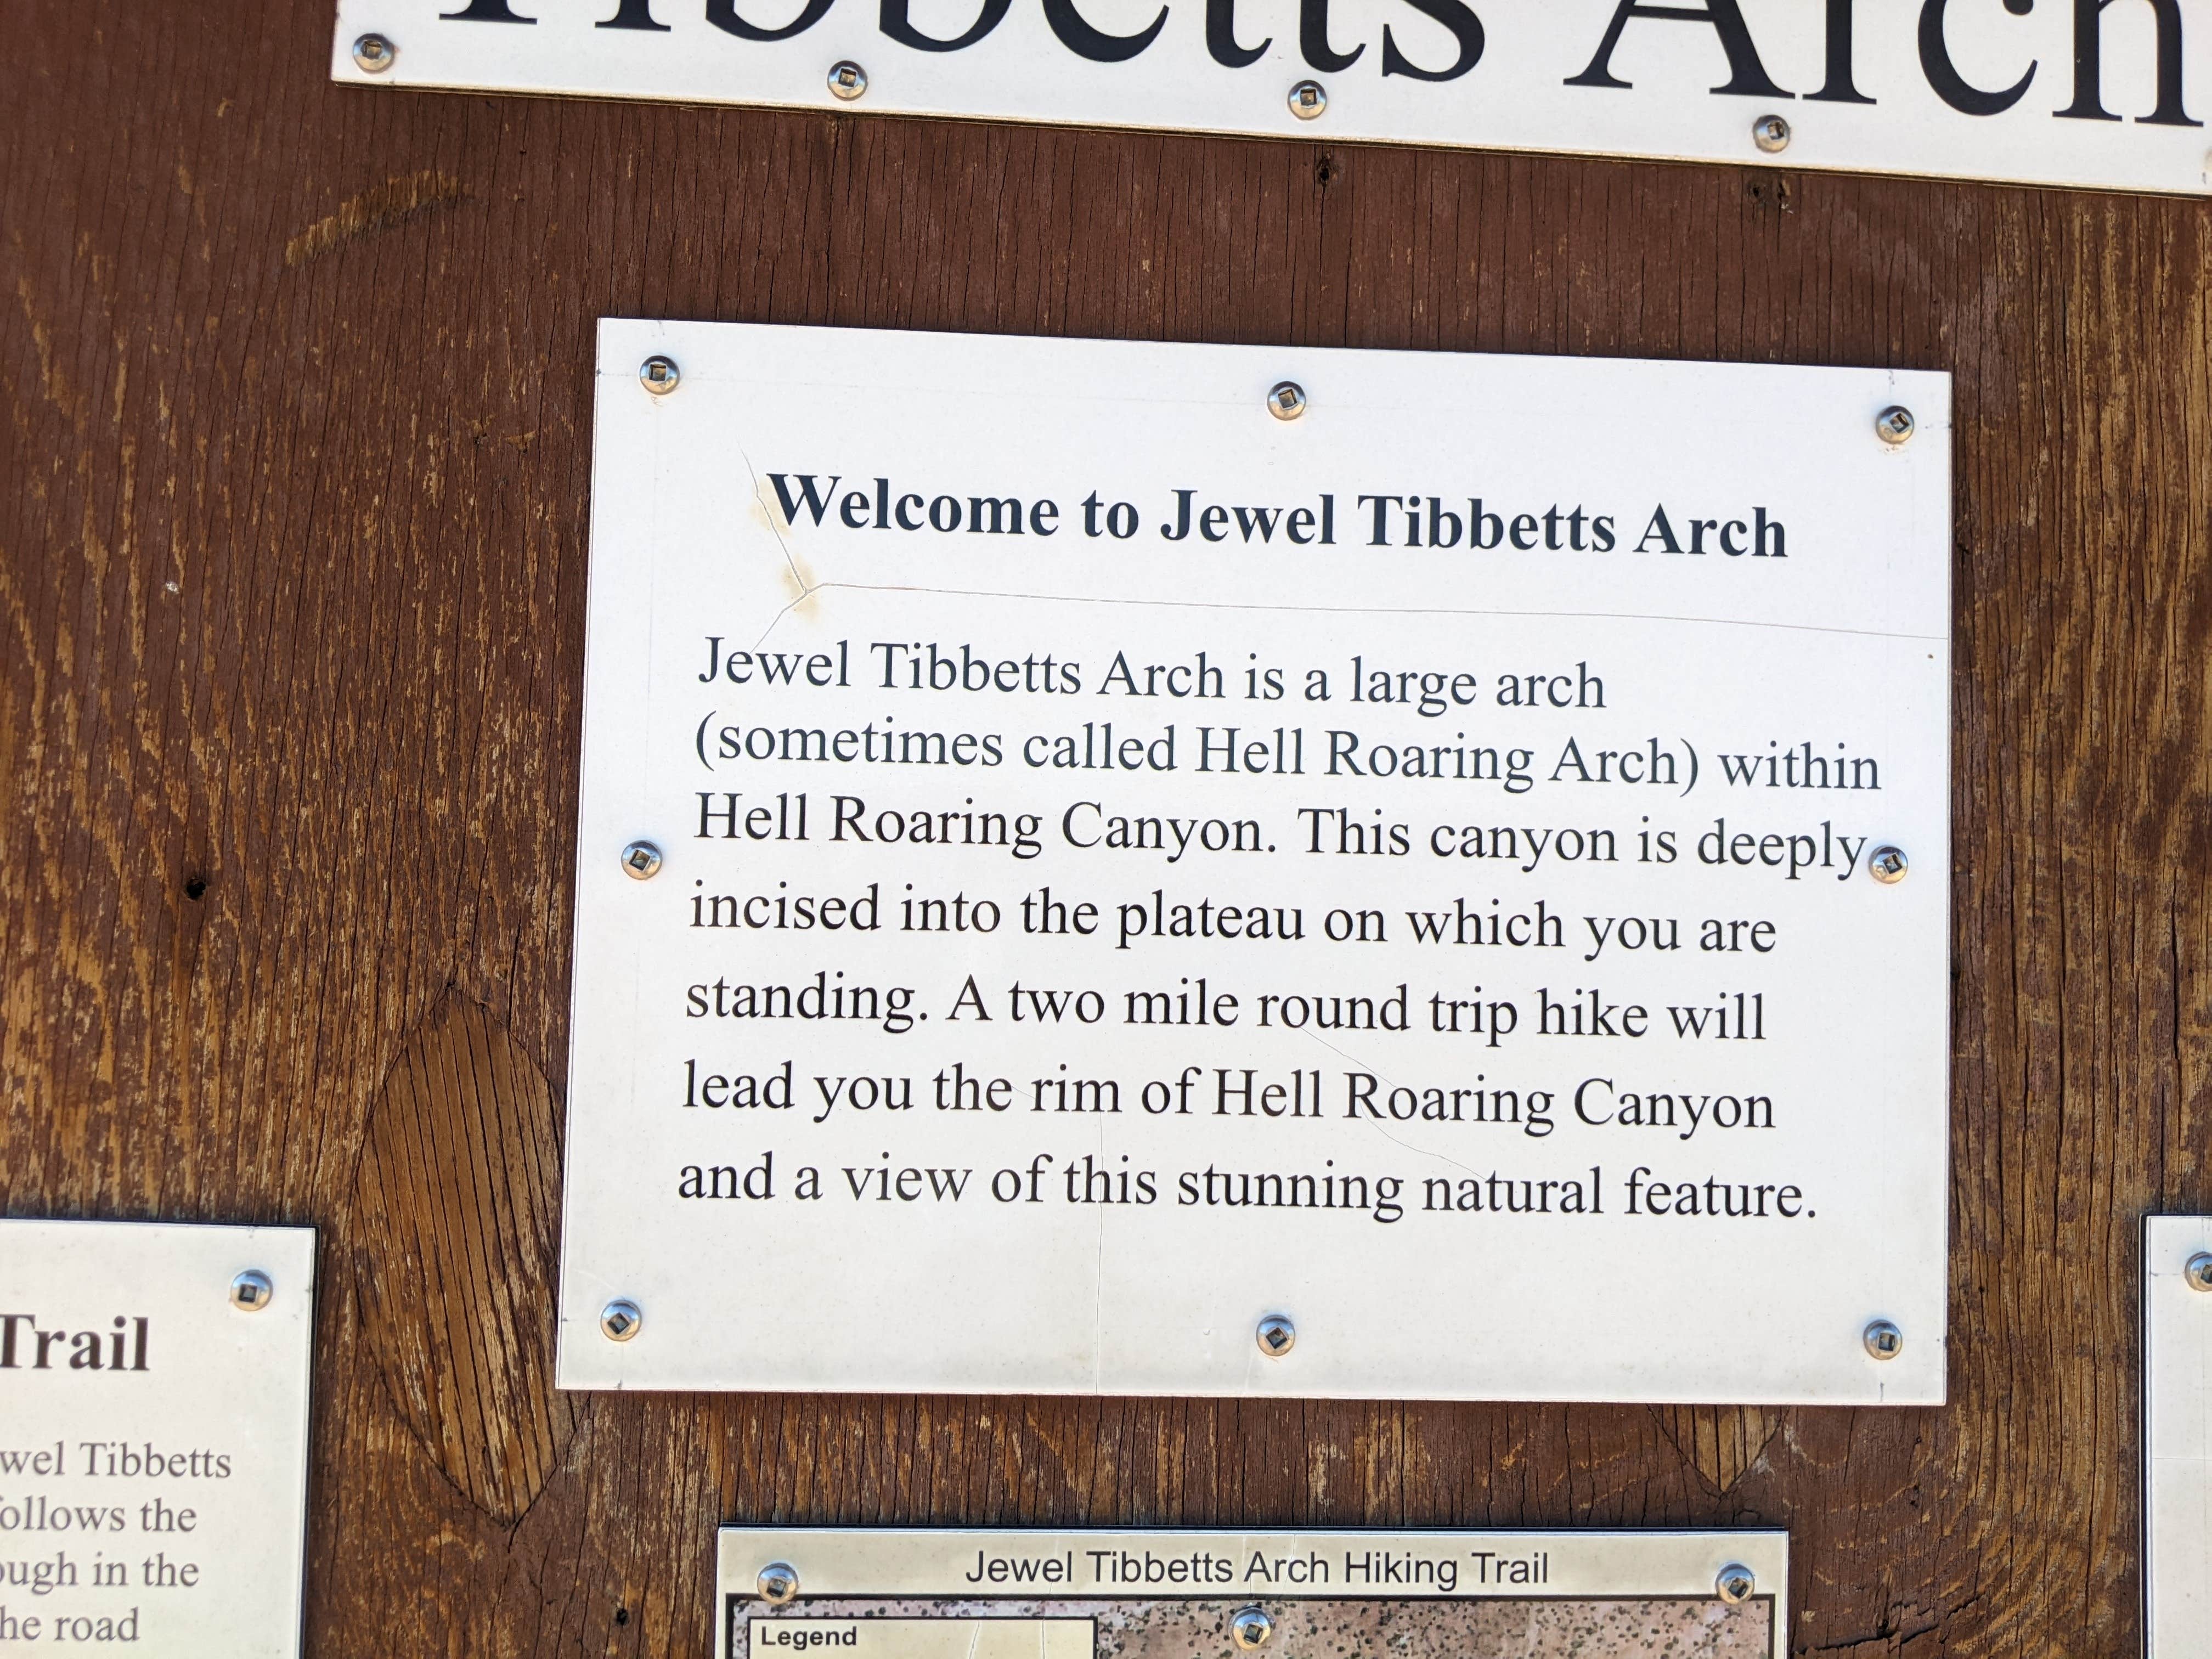 Tibbetts Arch
Welcome to Jewel Tibbetts Arch
Jewel Tibbetts Arch is a large arch
(sometimes called Hell Roaring Arch) within
Hell Roaring Canyon. This canyon is deeply
incised into the plateau on which you are
standing. A two mile round trip hike will
lead you the rim of Hell Roaring Canyon
and a view of this stunning natural feature.
Trail
wel Tibbetts
ollows the
ough in the
he road
Jewel Tibbetts Arch Hiking Trail
Legend